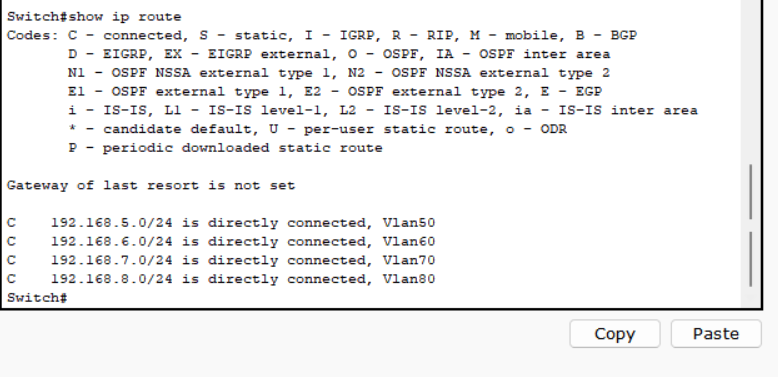 Switch#show ip route
Codes: C - connected, S - static, I - IGRP, R - RIP, M - mobile, B - BGP
D - EIGRP, EX - EIGRP external, O - OSPF, IA - OSPF inter area
N1 - OSPF NSSA external type 1, N2 - OSPF NSSA external type 2
E1 - OSPF external type 1, E2 - OSPF external type 2, E - EGP
i - IS-IS, L1 - IS-IS level-1, L2 - IS-IS level-2, ia - IS-IS inter area
* - candidate default, U - per-user static route, o - ODR
P - periodic downloaded static route
Gateway of last resort is not set
C 192.168.5.0/24 is directly connected, Vlan50
C 192.168.6.0/24 is directly connected, Vlan60
C 192.168.7.0/24 is directly connected, Vlan70
C 192.168.8.0/24 is directly connected, Vlan80
Switch#
Copy Paste